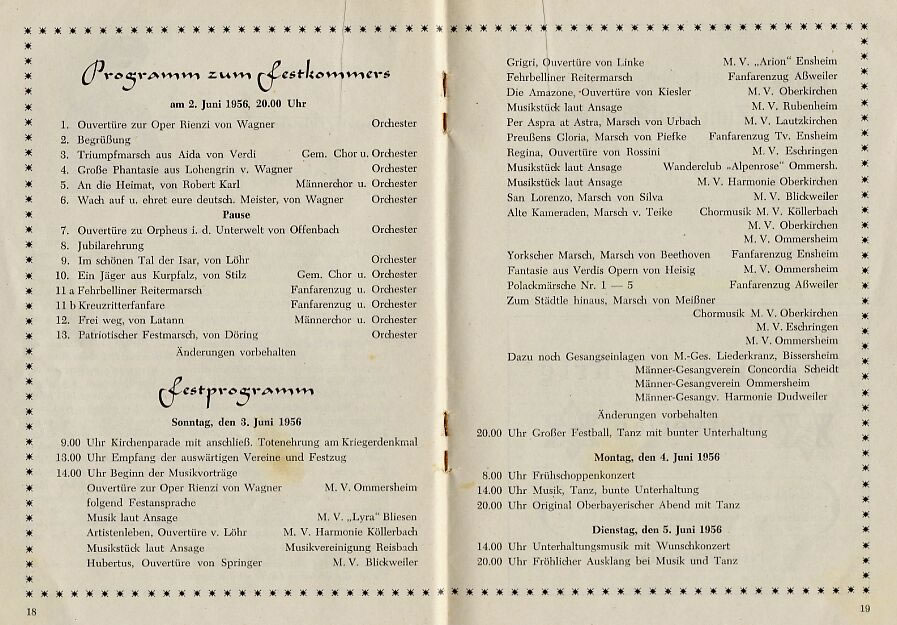 Programm zum Festkommers
am 2. Juni 1956, 20.00 Uhr
1. Ouvertüre zur Oper Rienzi von Wagner Orchester
2. Begrüßung
3. Triumpfmarsch aus Aida von Verdi Gem. Chor u. Orchester
4. Große Phantasie aus Lohengrin v. Wagner Orchester
5. An die Heimat, von Robert Karl Männerchor u. Orchester
6. Wach auf u. ehret eure deutsch. Meister, von Wagner Orchester
Pause
7. Ouvertüre zu Orpheus i. d. Unterwelt von Offenbach Orchester
8. Jubilarehrung
9. Im schönen Tal der Isar, von Löhr Orchester
10. Ein Jäger aus Kurpfalz, von Stilz Gem. Chor u. Orchester
11 a Fehrbelliner Reitermarsch Fanfarenzug u. Orchester
11 b Kreuzritterfanfare Fanfarenzug u. Orchester
12. Frei weg, von Latann Männerchor u. Orchester
13. Patriotischer Festmarsch, von Döring Orchester
Änderungen vorbehalten
Festprogramm
Sonntag, den 3. Juni 1956
9.00 Uhr Kirchenparade mit anschließ. Totenehrung am Kriegerdenkmal
13.00 Uhr Empfang der auswärtigen Vereine und Festzug
14.00 Uhr Beginn der Musikvorträge
Ouvertüre zur Oper Rienzi von Wagner M. V. Ommersheim
folgend Festansprache
Musik laut Ansage M. V. „Lyra" Bliesen
Artistenleben, Ouvertüre v. Löhr M. V. Harmonie Köllerbach
Musikstück laut Ansage Musikvereinigung Reisbach
Hubertus, Ouvertüre von Springer M. V. Blickweiler
18
Grigri, Ouvertüre von Linke M. V. „Arion" Ensheim
Fehrbelliner Reitermarsch Fanfarenzug Aßweiler
Die Amazone, Ouvertüre von Kiesler M. V. Oberkirchen
Musikstück laut Ansage M. V. Rubenheim
Per Aspra at Astra, Marsch von Urbach M. V. Lautzkirchen
Preußens Gloria, Marsch von Piefke Fanfarenzug Tv. Ensheim
Regina, Ouvertüre von Rossini M. V. Eschringen
Musikstück laut Ansage Wanderclub „Alpenrose" Ommersh.
Musikstück laut Ansage M. V. Harmonie Oberkirchen
San Lorenzo, Marsch von Silva M. V. Blickweiler
Alte Kameraden, Marsch v. Teike Chormusik M. V. Köllerbach
M. V. Oberkirchen
M. V. Ommersheim
Yorkscher Marsch, Marsch von Beethoven Fanfarenzug Ensheim
Fantasie aus Verdis Opern von Heisig M. V. Ommersheim
Polackmärsche Nr. 1 — 5 Fanfarenzug Aßweiler
Zum Städtle hinaus, Marsch von Meißner
Chormusik M. V. Oberkirchen
M. V. Eschringen
M. V. Ommersheim
Dazu noch Gesangseinlagen von M.-Ges. Liederkranz, Bissersheim
Männer-Gesangverein Concordia Scheidt
Männer-Gesangverein Ommersheim
Männer-Gesangv. Harmonie Dudweiler
Änderungen vorbehalten
20.00 Uhr Großer Festball, Tanz mit bunter Unterhaltung
Montag, den 4. Juni 1956
8.00 Uhr Frühschoppenkonzert
14.00 Uhr Musik, Tanz, bunte Unterhaltung
20.00 Uhr Original Oberbayerischer Abend mit Tanz
Dienstag, den 5. Juni 1956
14.00 Uhr Unterhaltungsmusik mit Wunschkonzert
20.00 Uhr Fröhlicher Ausklang bei Musik und Tanz
19